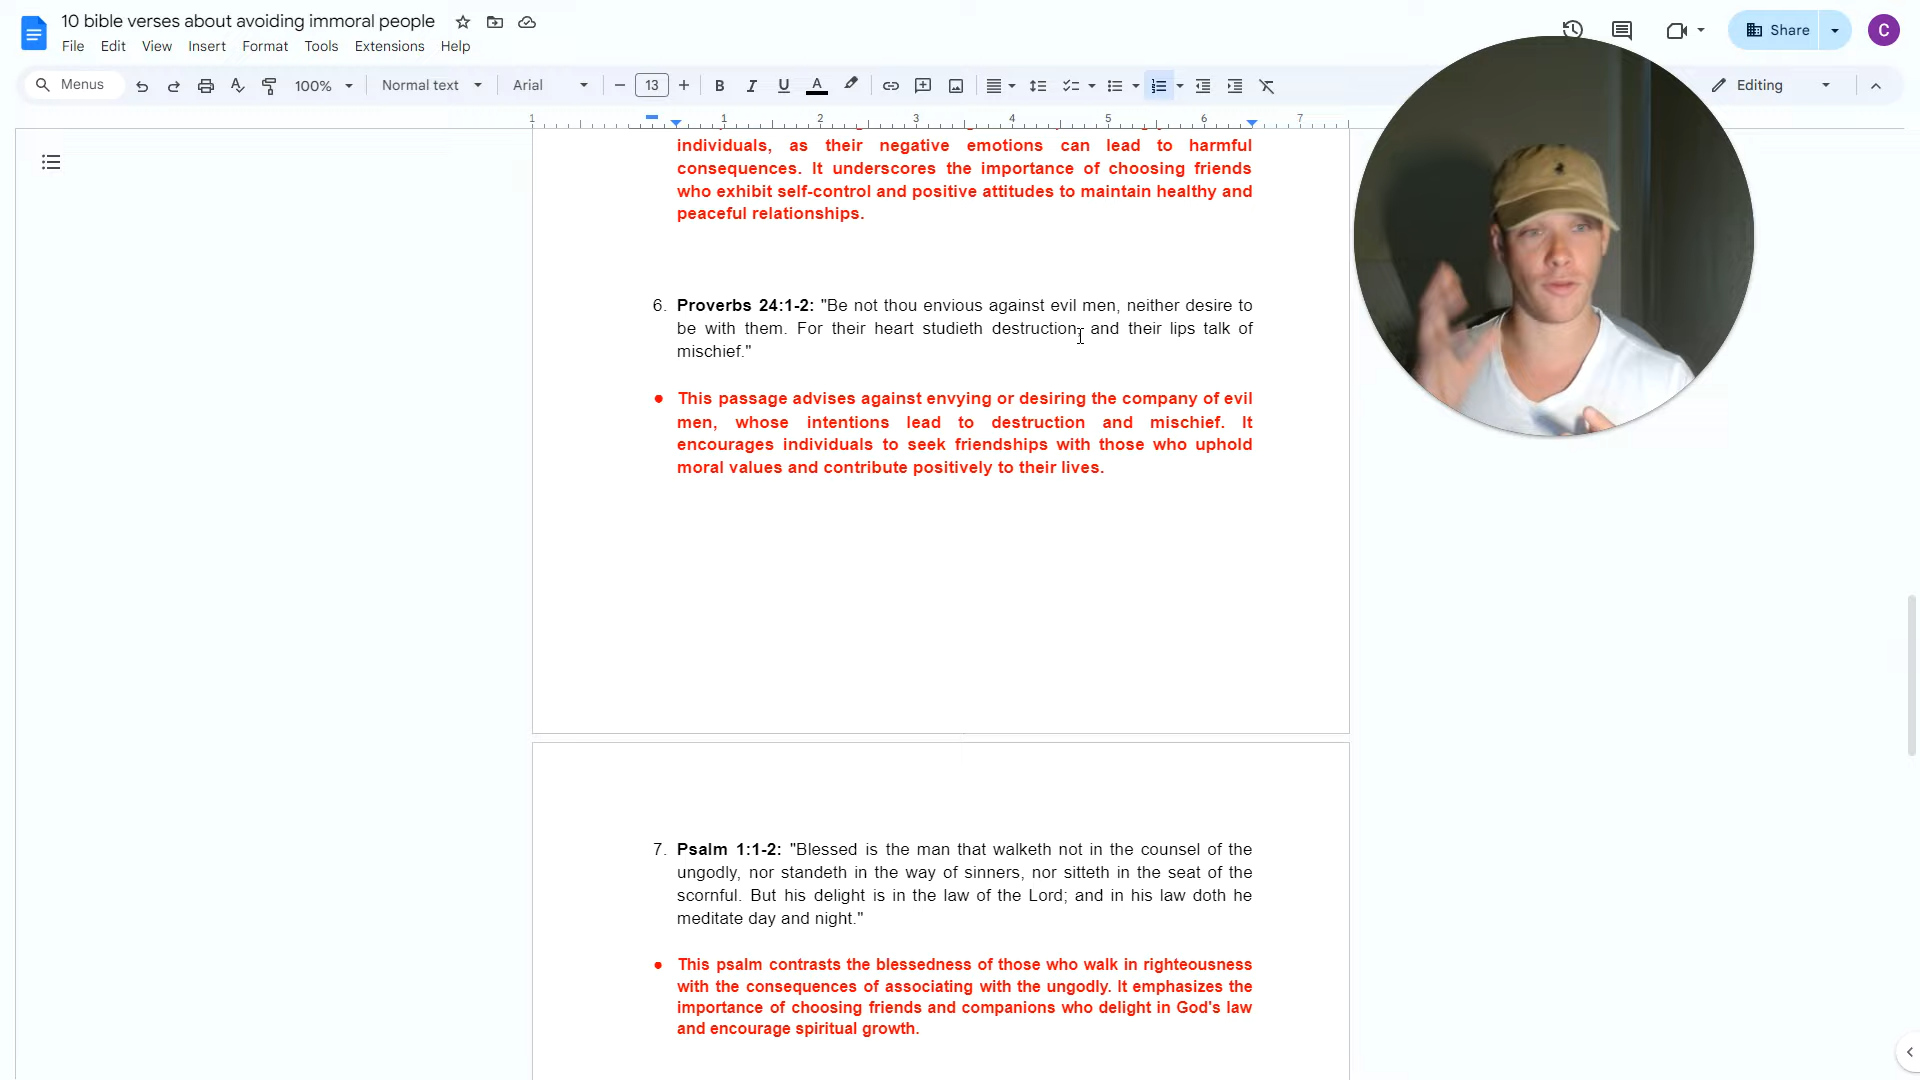 10 bible verses about avoiding immoral people
File Edit View Insert Format Tools Extensions Help
Share
C
Menus
100%
Normal text
Arial
13
B I U A
Editing
1 1 2 3 4 5 6 7
individuals, as their negative emotions can lead to harmful
consequences. It underscores the importance of choosing friends
who exhibit self-control and positive attitudes to maintain healthy and
peaceful relationships.
6. Proverbs 24:1-2: "Be not thou envious against evil men, neither desire to
be with them. For their heart studieth destruction, and their lips talk of
mischief."
● This passage advises against envying or desiring the company of evil
men, whose intentions lead to destruction and mischief. It
encourages individuals to seek friendships with those who uphold
moral values and contribute positively to their lives.
7. Psalm 1:1-2: "Blessed is the man that walketh not in the counsel of the
ungodly, nor standeth in the way of sinners, nor sitteth in the seat of the
scornful. But his delight is in the law of the Lord; and in his law doth he
meditate day and night."
● This psalm contrasts the blessedness of those who walk in righteousness
with the consequences of associating with the ungodly. It emphasizes the
importance of choosing friends and companions who delight in God's law
and encourage spiritual growth.